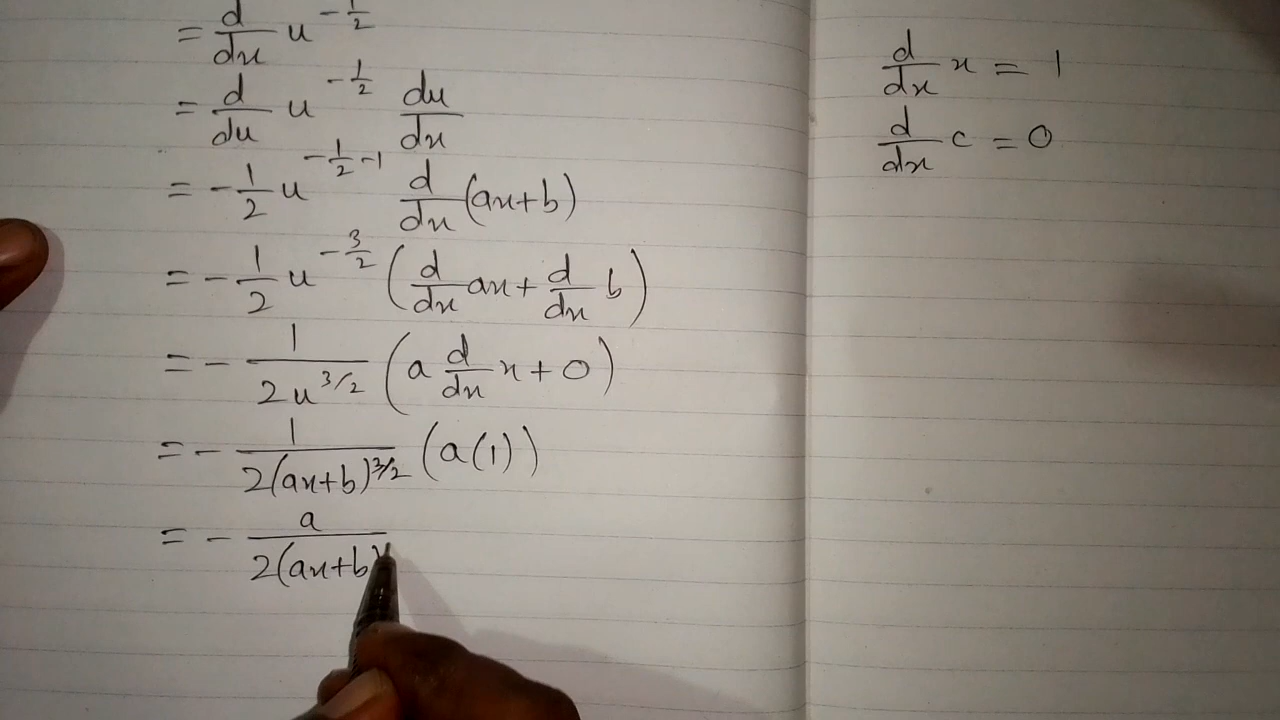 = d/dx u^(-1/2)
= d/du u^(-1/2) du/dx
= -1/2 u^(-1/2-1) d/dx (ax+b)
= -1/2 u^(-3/2) (d/dx ax + d/dx b)
= - 1/(2u^(3/2)) (a d/dx x + 0)
= - 1/(2(ax+b)^(3/2)) (a(1))
= - a/(2(ax+b)
d/dx x = 1
d/dx c = 0